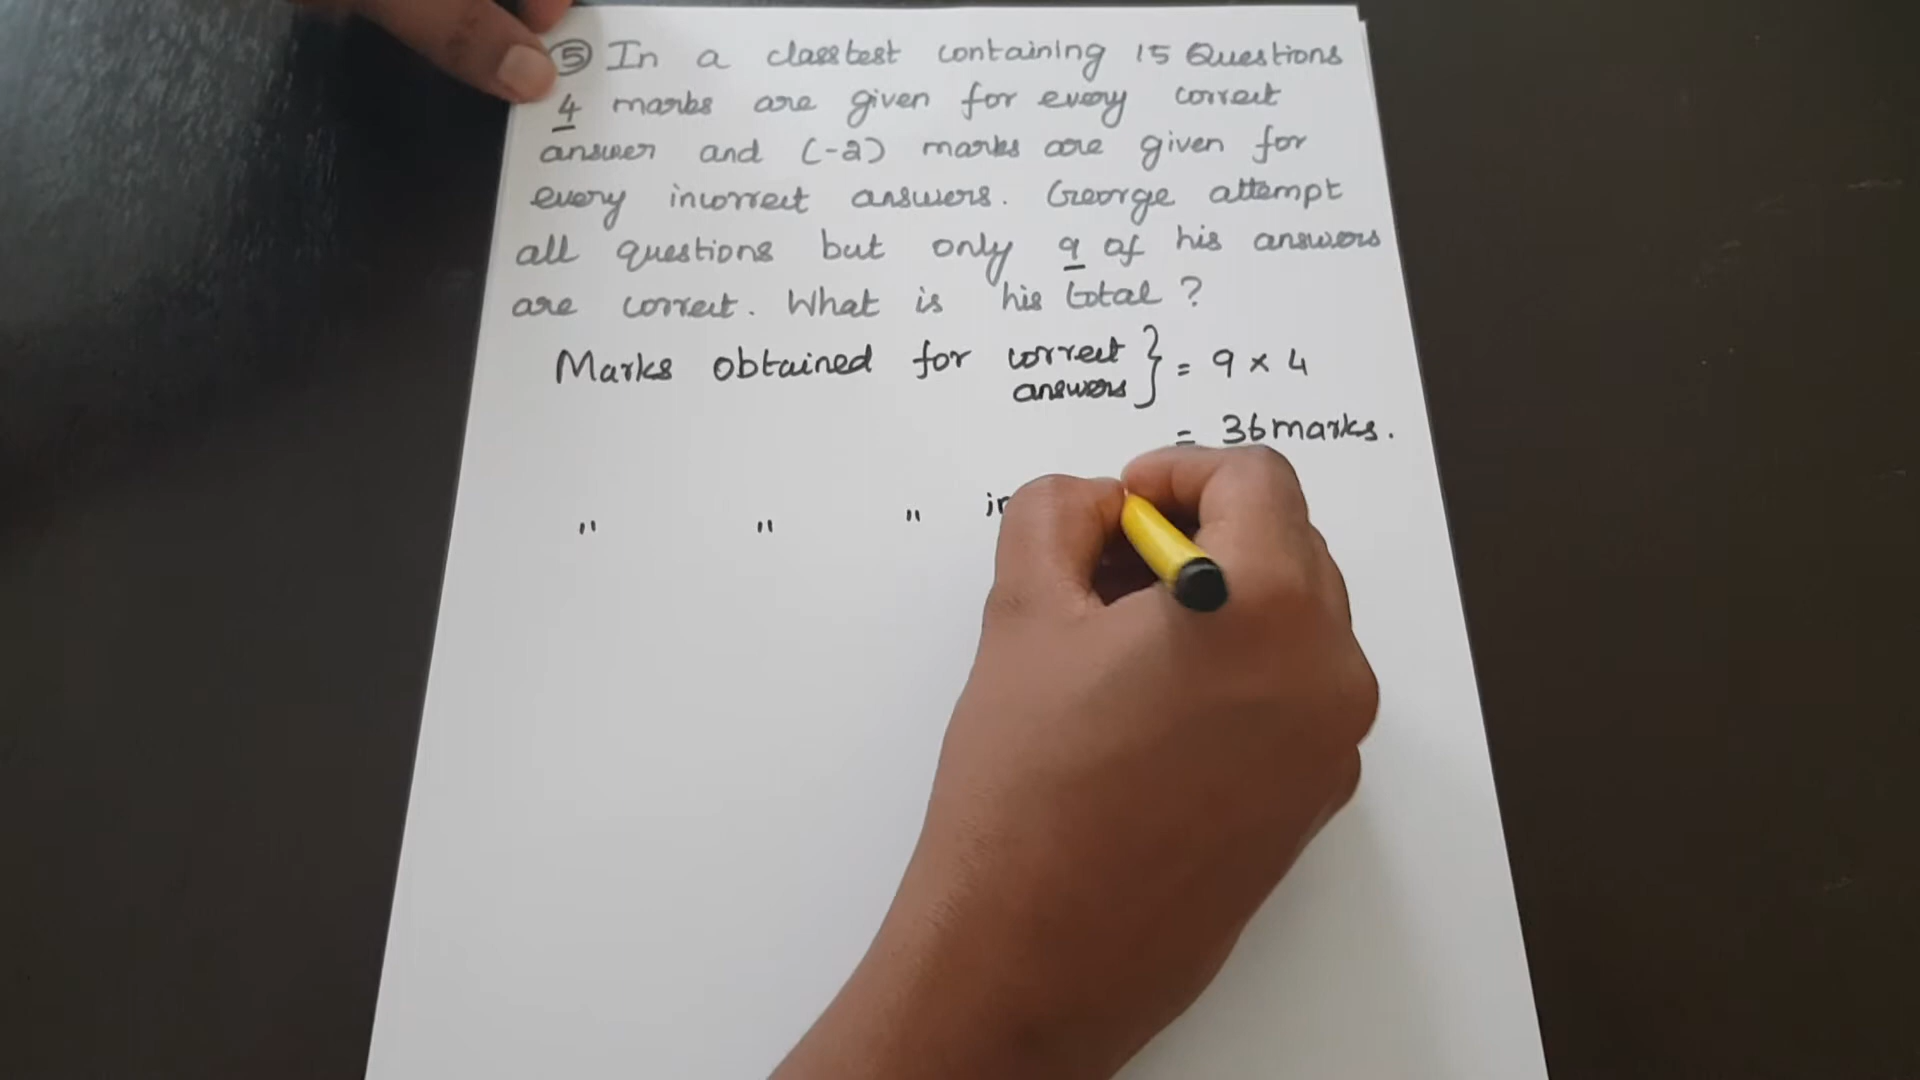 ⑤ In a classtest containing 15 Questions
4 marks are given for every correct
answer and (-2) marks are given for
every incorrect answers. George attempt
all questions but only 9 of his answers
are correct. What is his total ?
Marks obtained for correct answers } = 9 × 4
= 36marks.
" " " in